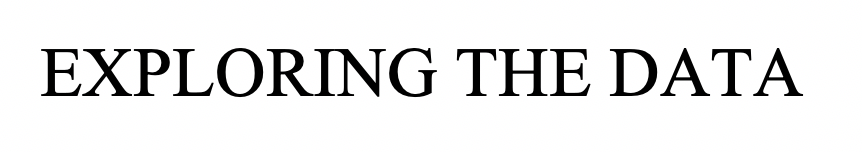 EXPLORING THE DATA